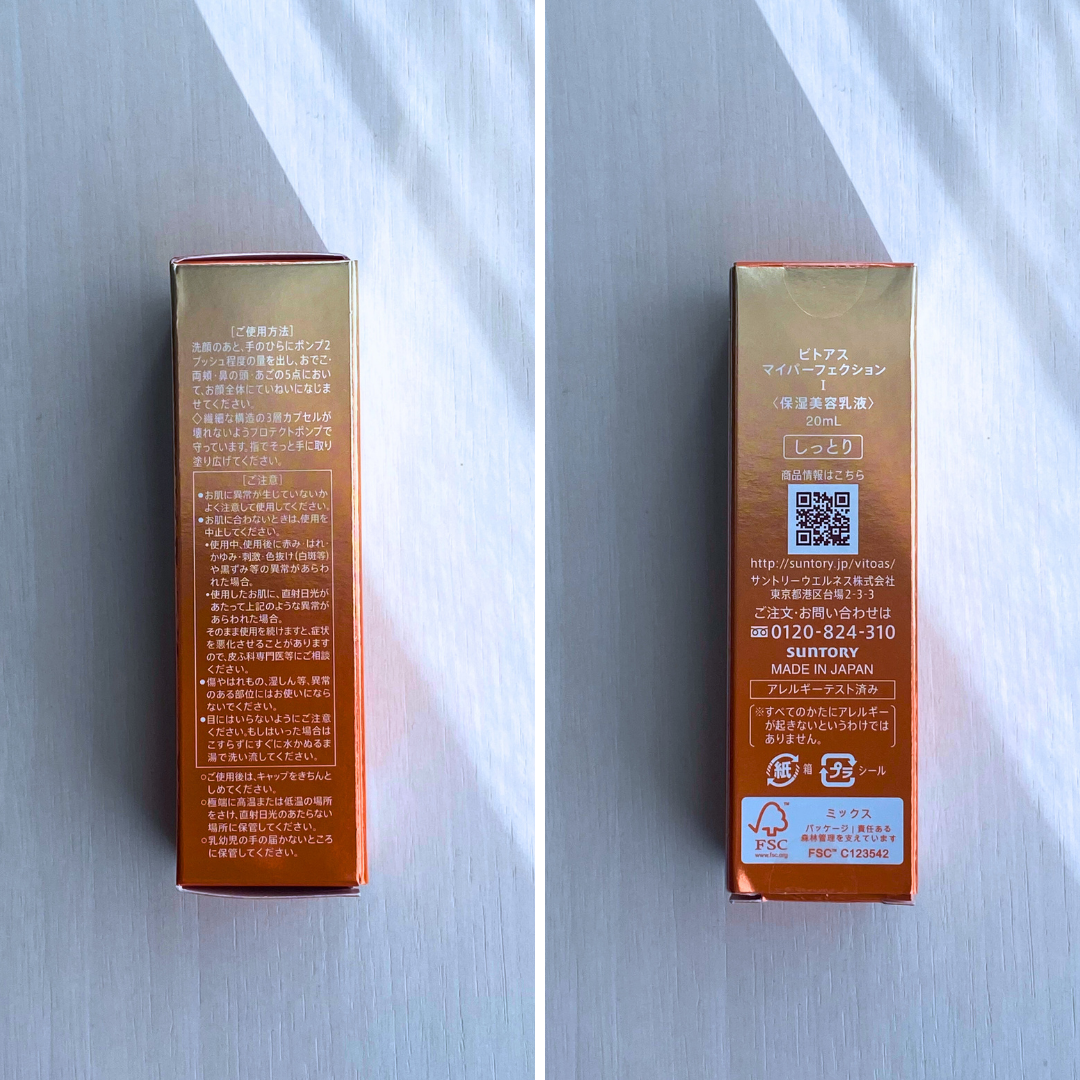 ［ご使用方法］
洗顔のあと、手のひらにポンプ2
プッシュ程度の量を出し、おでこ・
両頬・鼻の頭・あごの5点におい
て、お顔全体にていねいになじま
せてください。
◇繊細な構造の3層カプセルが
壊れないようプロテクトポンプで
守っています。指でそっと手に取り
塗り広げてください。
［ご注意］
●お肌に異常が生じていないか
よく注意して使用してください。
●お肌に合わないときは、使用を
中止してください。
•使用中、使用後に赤み・はれ・
かゆみ・刺激・色抜け(白斑等)
や黒ずみ等の異常があらわ
れた場合。
•使用したお肌に、直射日光が
あたって上記のような異常が
あらわれた場合。
そのまま使用を続けますと、症状
を悪化させることがあります
ので、皮ふ科専門医等にご相談
ください。
●傷やはれもの、湿しん等、異常
のある部位にはお使いになら
ないでください。
●目にはいらないようにご注意
ください。もしはいった場合は
こすらずにすぐに水かぬるま
湯で洗い流してください。
○ご使用後は、キャップをきちんと
しめてください。
○極端に高温または低温の場所
をさけ、直射日光のあたらない
場所に保管してください。
○乳幼児の手の届かないところ
に保管してください。
ビトアス
マイパーフェクション
I
〈保湿美容乳液〉
20mL
しっとり
商品情報はこちら
http://suntory.jp/vitoas/
サントリーウエルネス株式会社
東京都港区台場2-3-3
ご注文・お問い合わせは
0120-824-310
SUNTORY
MADE IN JAPAN
アレルギーテスト済み
※すべてのかたにアレルギー
が起きないというわけでは
ありません。
紙 箱 プラ シール
ミックス
パッケージ｜責任ある
森林管理を支えています
FSC™ C123542
™
FSC
www.fsc.org